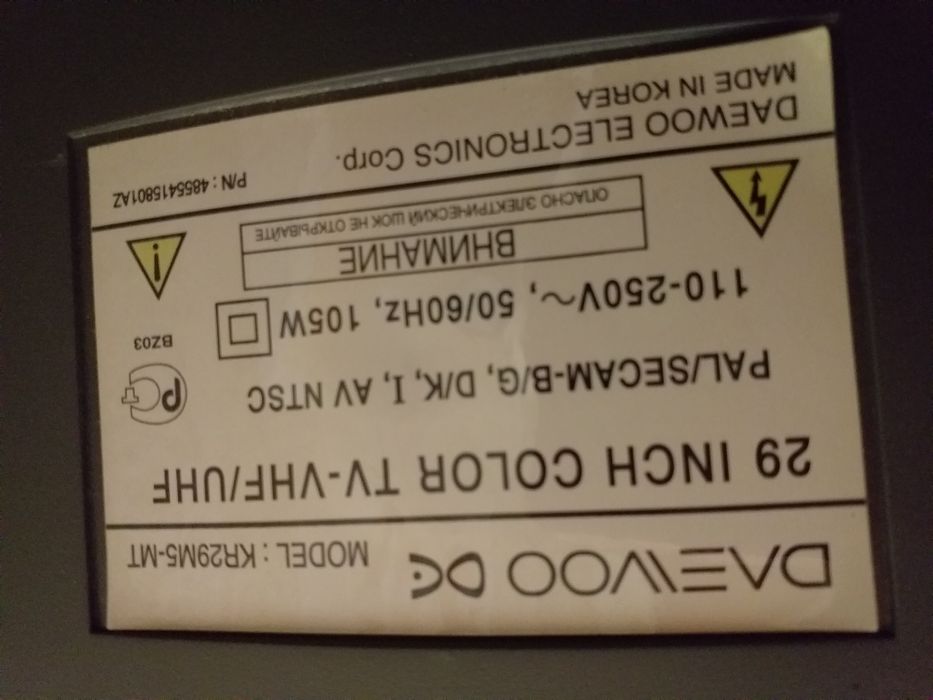 DAEWOO DE MODEL : KR29M5-MT
29 INCH COLOR TV-VHF/UHF
PAL/SECAM-B/G, D/K, I, AV NTSC
110-250V~, 50/60Hz, 105W
BZ03
ВНИМАНИЕ
ОПАСНО ЭЛЕКТРИЧЕСКИЙ ШОК НЕ ОТКРЫВАЙТЕ
P/N : 4855415801AZ
DAEWOO ELECTRONICS Corp.
MADE IN KOREA